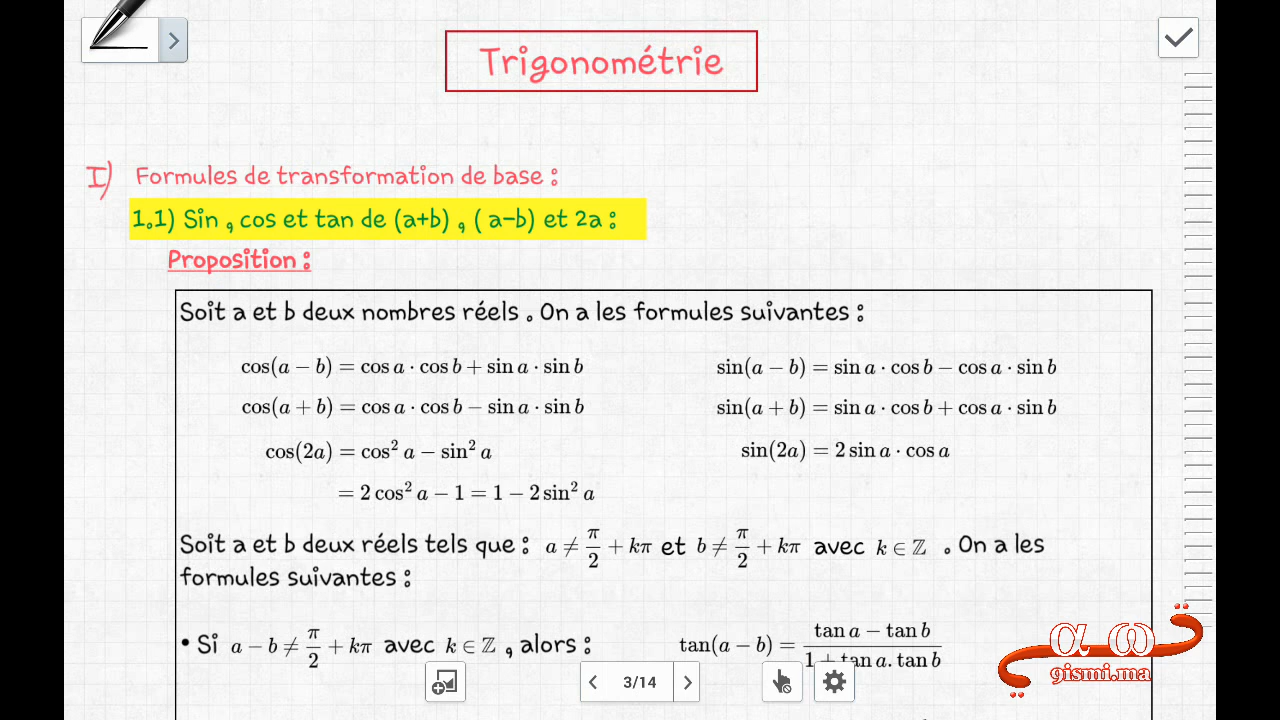 Trigonométrie
I) Formules de transformation de base :
1.1) Sin , cos et tan de (a+b) , ( a-b) et 2a :
Proposition :
Soit a et b deux nombres réels . On a les formules suivantes :
cos(a − b) = cos a · cos b + sin a · sin b    sin(a − b) = sin a · cos b − cos a · sin b
cos(a + b) = cos a · cos b − sin a · sin b    sin(a + b) = sin a · cos b + cos a · sin b
cos(2a) = cos² a − sin² a    sin(2a) = 2 sin a · cos a
= 2 cos² a − 1 = 1 − 2 sin² a
Soit a et b deux réels tels que : a ≠ π/2 + kπ et b ≠ π/2 + kπ avec k ∈ ℤ . On a les
formules suivantes :
• Si a − b ≠ π/2 + kπ avec k ∈ ℤ , alors : tan(a − b) = (tan a − tan b)/(1 + tan a. tan b)
3/14
α ω
gismi.ma